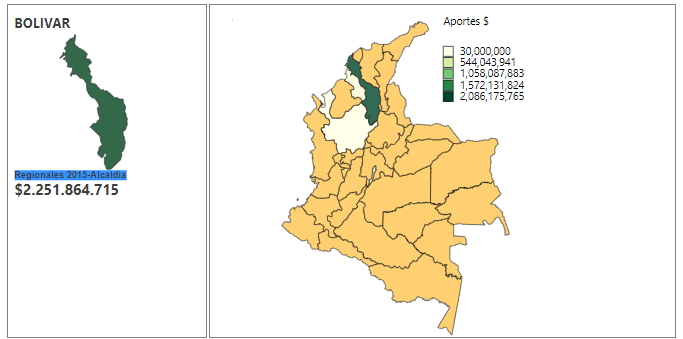 BOLIVAR
Regionales 2015-Alcaldia
$2.251.864.715
Aportes $
30,000,000
544,043,941
1,058,087,883
1,572,131,824
2,086,175,765